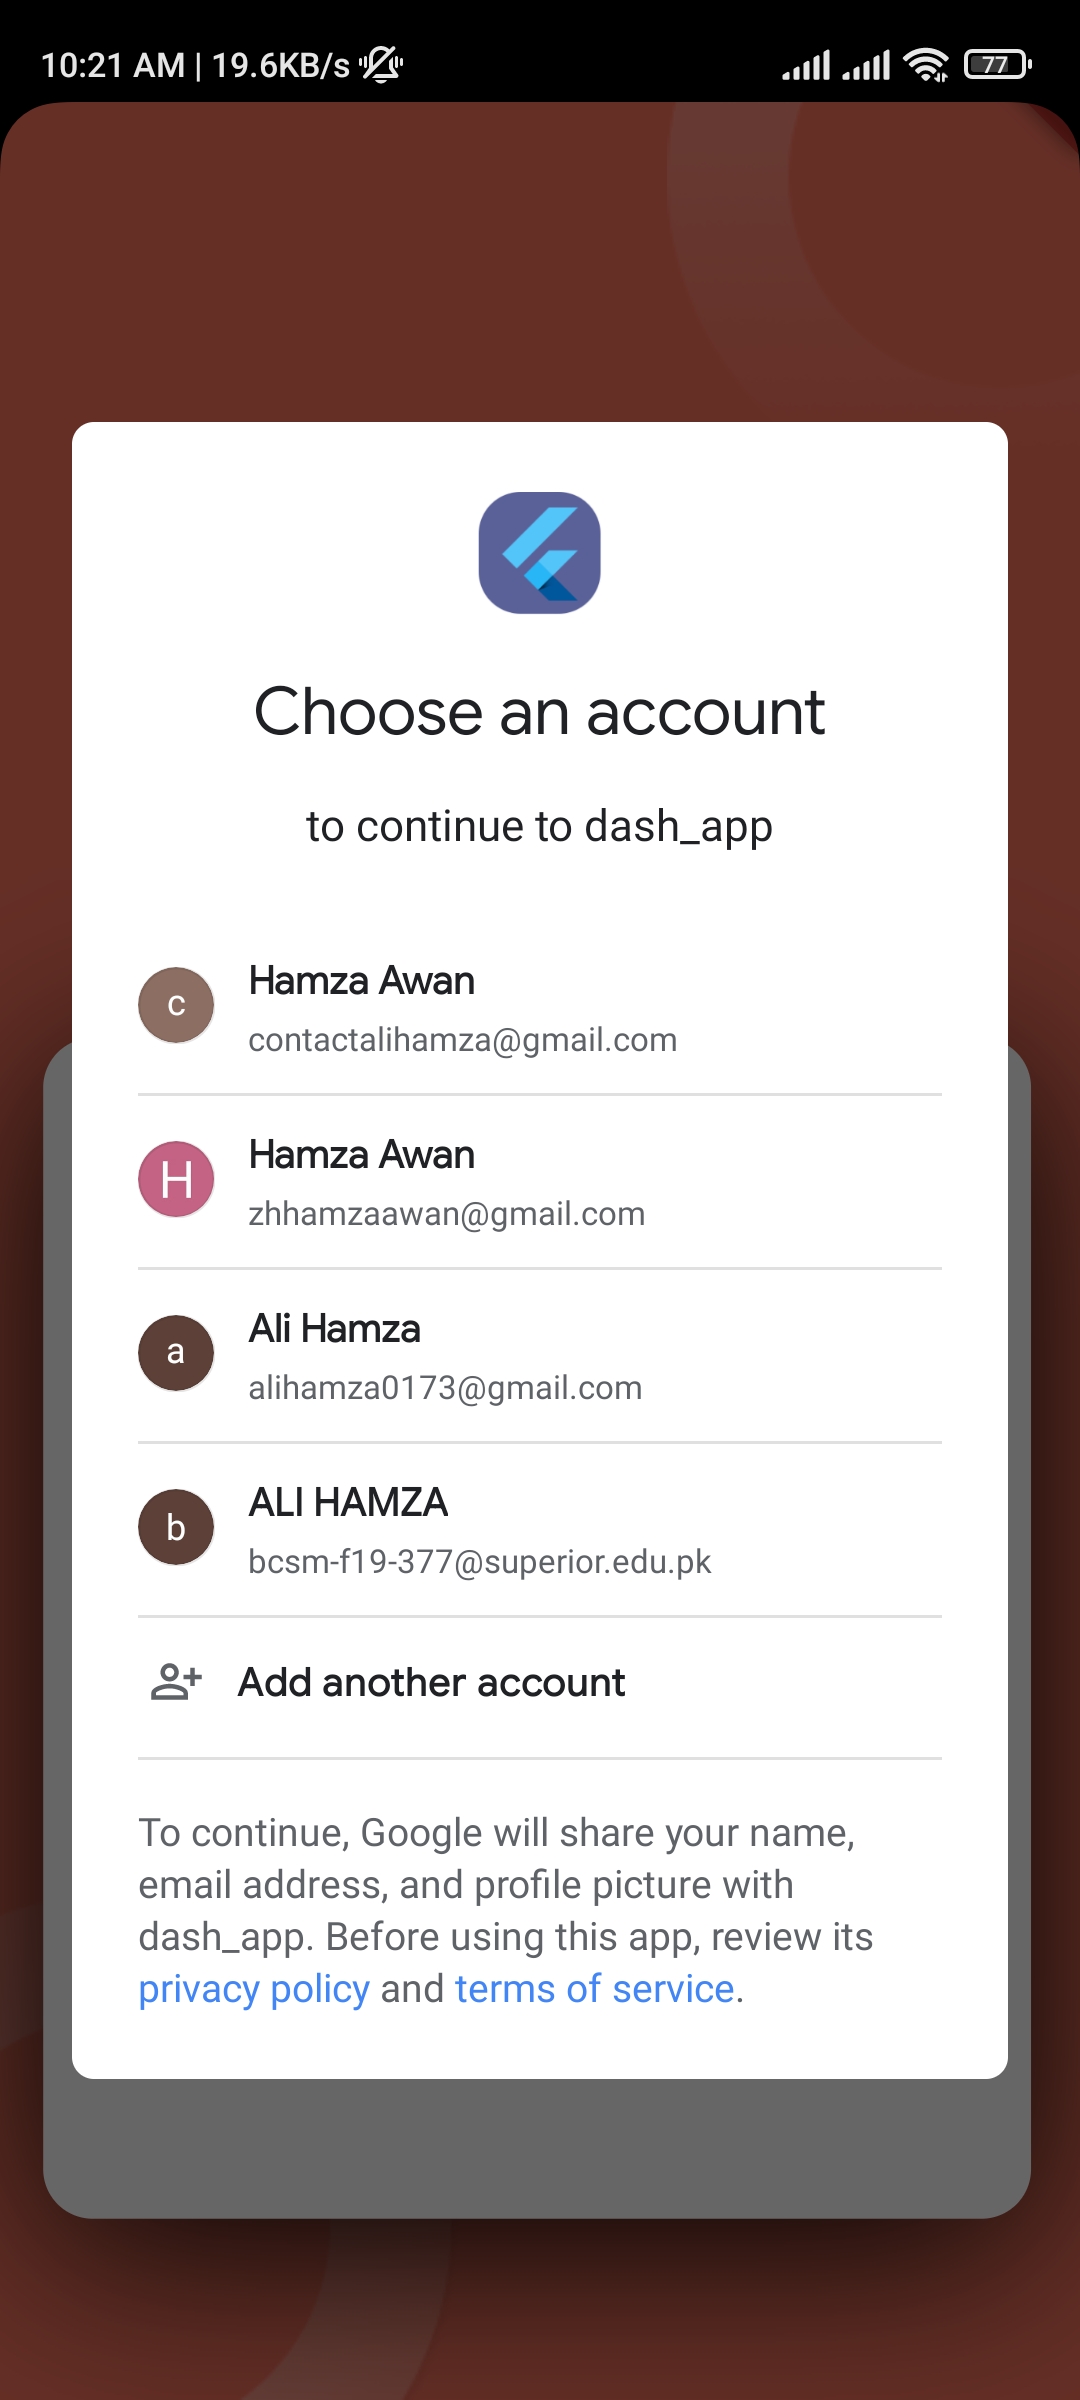 10:21 AM | 19.6KB/s
77
Choose an account
to continue to dash_app
c
Hamza Awan
contactalihamza@gmail.com
H
Hamza Awan
zhhamzaawan@gmail.com
a
Ali Hamza
alihamza0173@gmail.com
b
ALI HAMZA
bcsm-f19-377@superior.edu.pk
Add another account
To continue, Google will share your name,
email address, and profile picture with
dash_app. Before using this app, review its
privacy policy and terms of service.